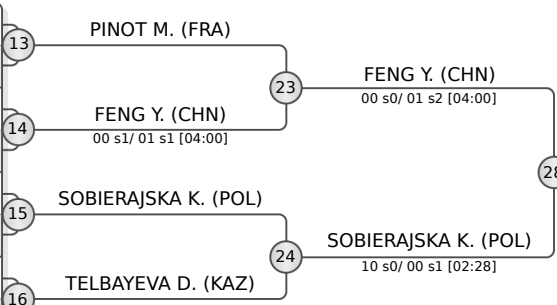 PINOT M. (FRA)
13
FENG Y. (CHN)
23
00 s0/ 01 s2 [04:00]
FENG Y. (CHN)
14
00 s1/ 01 s1 [04:00]
28
SOBIERAJSKA K. (POL)
15
SOBIERAJSKA K. (POL)
24
10 s0/ 00 s1 [02:28]
TELBAYEVA D. (KAZ)
16